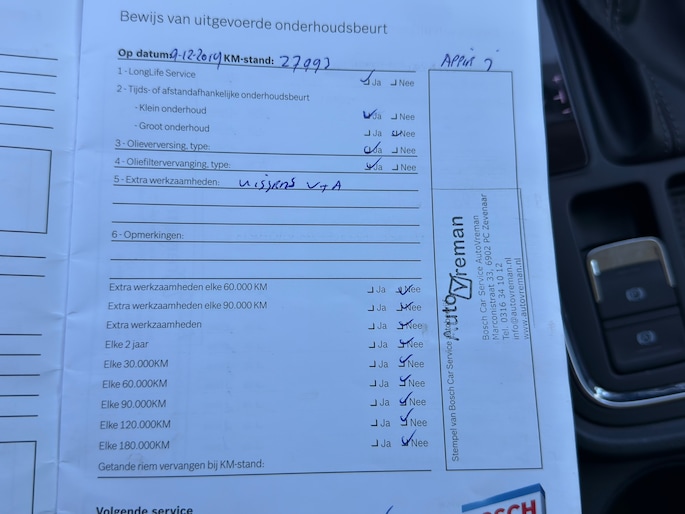 Bewijs van uitgevoerde onderhoudsbeurt
Op datum: 9-12-2019 KM-stand: 27993
1 - LongLife Service Ja Nee
2 - Tijds- of afstandafhankelijke onderhoudsbeurt
- Klein onderhoud Ja Nee
- Groot onderhoud Ja Nee
3 - Olieverversing, type: Ja Nee
4 - Oliefiltervervanging, type: Ja Nee
5 - Extra werkzaamheden:
6 - Opmerkingen:
Extra werkzaamheden elke 60.000 KM Ja Nee
Extra werkzaamheden elke 90.000 KM Ja Nee
Extra werkzaamheden Ja Nee
Elke 2 jaar Ja Nee
Elke 30.000KM Ja Nee
Elke 60.000KM Ja Nee
Elke 90.000KM Ja Nee
Elke 120.000KM Ja Nee
Elke 180.000KM Ja Nee
Getande riem vervangen bij KM-stand:
Stempel van Bosch Car Service
AutoVreman
Bosch Car Service AutoVreman
Marconistraat 33, 6902 PC Zevenaar
Tel. 0316 34 10 12
info@autovreman.nl
www.autovreman.nl
Volgende service
BOSCH